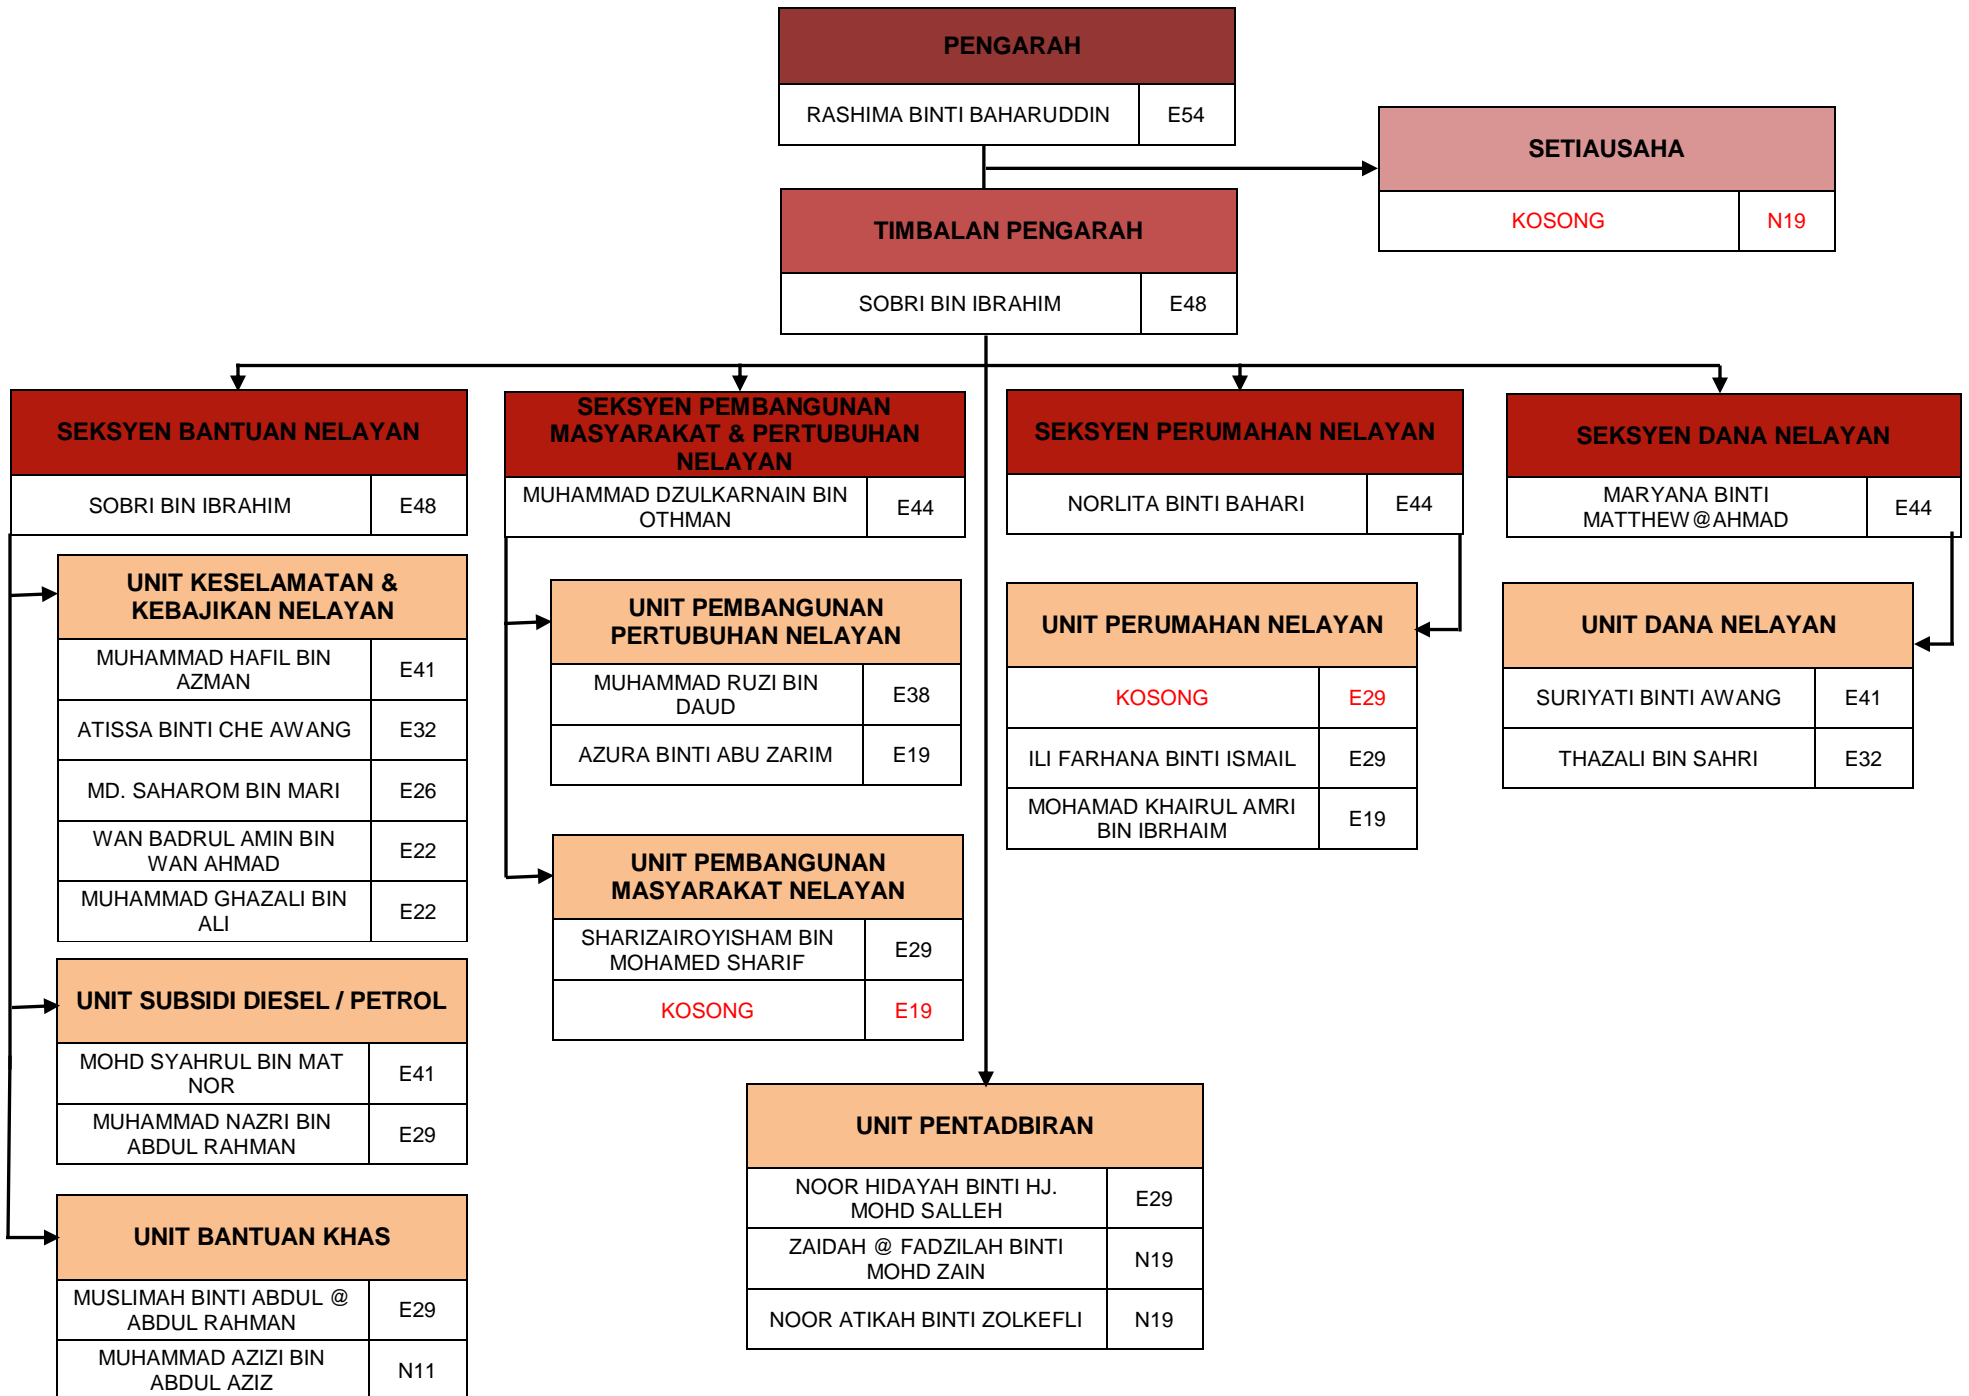 PENGARAH
RASHIMA BINTI BAHARUDDIN E54
SETIAUSAHA
KOSONG N19
TIMBALAN PENGARAH
SOBRI BIN IBRAHIM E48
SEKSYEN BANTUAN NELAYAN
SOBRI BIN IBRAHIM E48
UNIT KESELAMATAN &
KEBAJIKAN NELAYAN
MUHAMMAD HAFIL BIN
AZMAN E41
ATISSA BINTI CHE AWANG E32
MD. SAHAROM BIN MARI E26
WAN BADRUL AMIN BIN
WAN AHMAD E22
MUHAMMAD GHAZALI BIN
ALI E22
UNIT SUBSIDI DIESEL / PETROL
MOHD SYAHRUL BIN MAT
NOR E41
MUHAMMAD NAZRI BIN
ABDUL RAHMAN E29
UNIT BANTUAN KHAS
MUSLIMAH BINTI ABDUL @
ABDUL RAHMAN E29
MUHAMMAD AZIZI BIN
ABDUL AZIZ N11
SEKSYEN PEMBANGUNAN
MASYARAKAT & PERTUBUHAN
NELAYAN
MUHAMMAD DZULKARNAIN BIN
OTHMAN E44
UNIT PEMBANGUNAN
PERTUBUHAN NELAYAN
MUHAMMAD RUZI BIN
DAUD E38
AZURA BINTI ABU ZARIM E19
UNIT PEMBANGUNAN
MASYARAKAT NELAYAN
SHARIZAIROYISHAM BIN
MOHAMED SHARIF E29
KOSONG E19
SEKSYEN PERUMAHAN NELAYAN
NORLITA BINTI BAHARI E44
UNIT PERUMAHAN NELAYAN
KOSONG E29
ILI FARHANA BINTI ISMAIL E29
MOHAMAD KHAIRUL AMRI
BIN IBRHAIM E19
SEKSYEN DANA NELAYAN
MARYANA BINTI
MATTHEW@AHMAD E44
UNIT DANA NELAYAN
SURIYATI BINTI AWANG E41
THAZALI BIN SAHRI E32
UNIT PENTADBIRAN
NOOR HIDAYAH BINTI HJ.
MOHD SALLEH E29
ZAIDAH @ FADZILAH BINTI
MOHD ZAIN N19
NOOR ATIKAH BINTI ZOLKEFLI N19